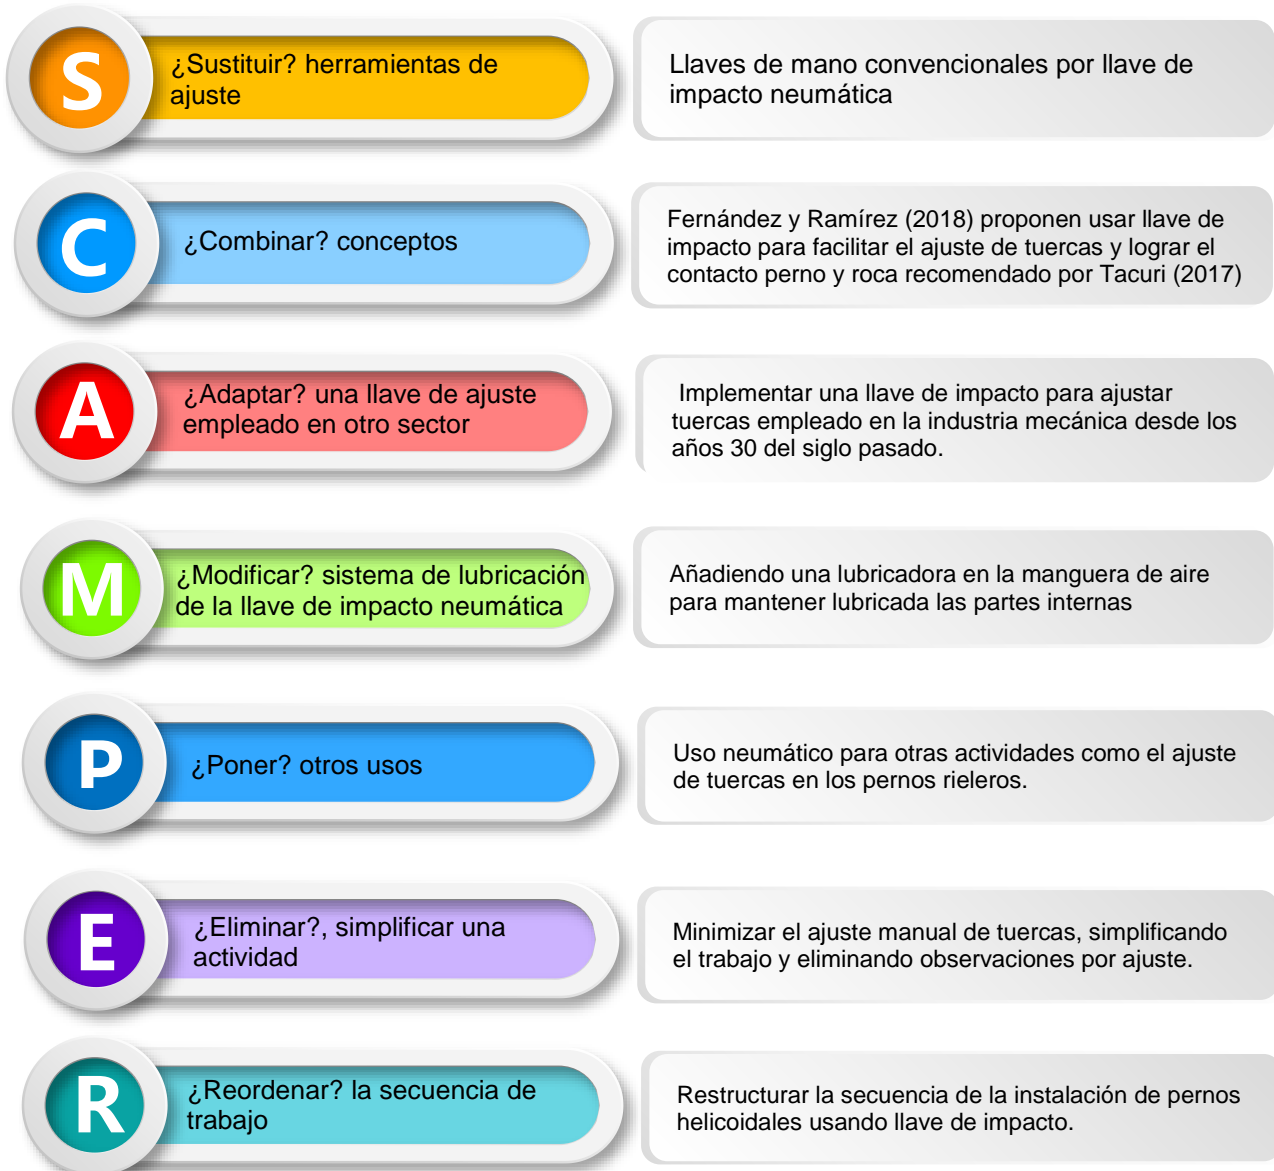 S
¿Sustituir? herramientas de
ajuste
Llaves de mano convencionales por llave de
impacto neumática
C
¿Combinar? conceptos
Fernández y Ramírez (2018) proponen usar llave de
impacto para facilitar el ajuste de tuercas y lograr el
contacto perno y roca recomendado por Tacuri (2017)
A
¿Adaptar? una llave de ajuste
empleado en otro sector
Implementar una llave de impacto para ajustar
tuercas empleado en la industria mecánica desde los
años 30 del siglo pasado.
M
¿Modificar? sistema de lubricación
de la llave de impacto neumática
Añadiendo una lubricadora en la manguera de aire
para mantener lubricada las partes internas
P
¿Poner? otros usos
Uso neumático para otras actividades como el ajuste
de tuercas en los pernos rieleros.
E
¿Eliminar?, simplificar una
actividad
Minimizar el ajuste manual de tuercas, simplificando
el trabajo y eliminando observaciones por ajuste.
R
¿Reordenar? la secuencia de
trabajo
Restructurar la secuencia de la instalación de pernos
helicoidales usando llave de impacto.